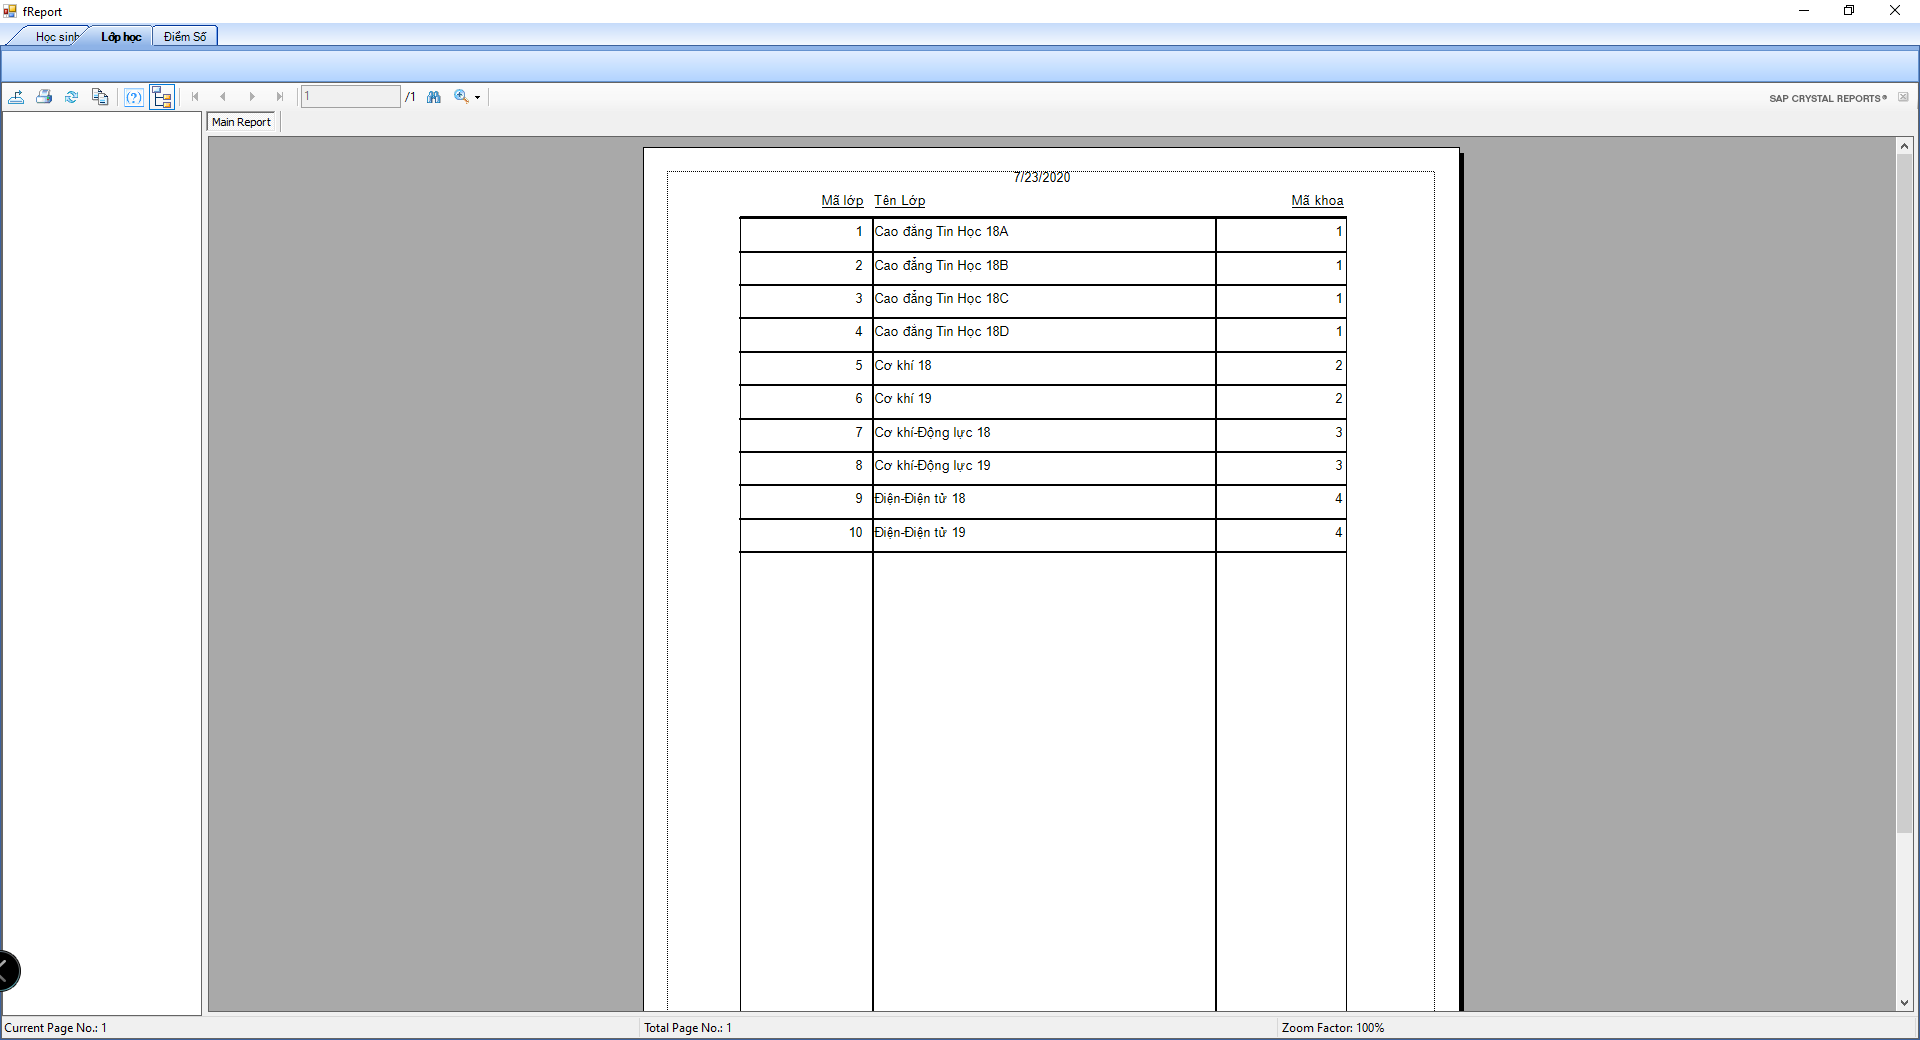 fReport
Học sinh Lớp học Điểm Số
1 /1 SAP CRYSTAL REPORTS®
Main Report
7/23/2020
Mã lớp Tên Lớp Mã khoa
1 Cao đẳng Tin Học 18A 1
2 Cao đẳng Tin Học 18B 1
3 Cao đẳng Tin Học 18C 1
4 Cao đẳng Tin Học 18D 1
5 Cơ khí 18 2
6 Cơ khí 19 2
7 Cơ khí-Động lực 18 3
8 Cơ khí-Động lực 19 3
9 Điện-Điện tử 18 4
10 Điện-Điện tử 19 4
Current Page No.: 1 Total Page No.: 1 Zoom Factor: 100%